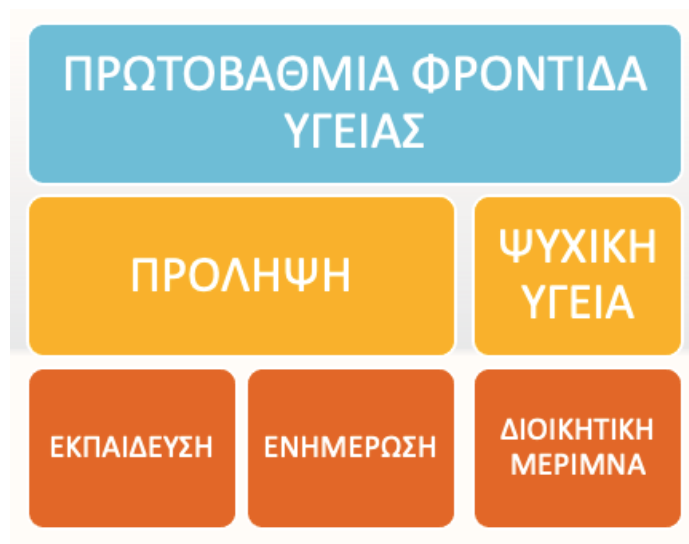 ΠΡΩΤΟΒΑΘΜΙΑ ΦΡΟΝΤΙΔΑ
ΥΓΕΙΑΣ
ΠΡΟΛΗΨΗ
ΨΥΧΙΚΗ
ΥΓΕΙΑ
ΕΚΠΑΙΔΕΥΣΗ
ΕΝΗΜΕΡΩΣΗ
ΔΙΟΙΚΗΤΙΚΗ
ΜΕΡΙΜΝΑ